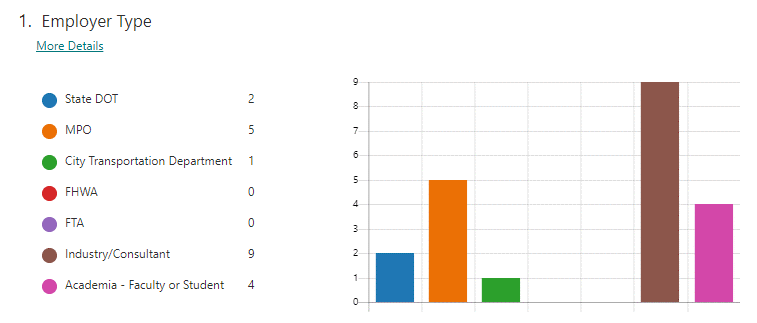 1. Employer Type
More Details
State DOT 2
MPO 5
City Transportation Department 1
FHWA 0
FTA 0
Industry/Consultant 9
Academia - Faculty or Student 4
9
8
7
6
5
4
3
2
1
0